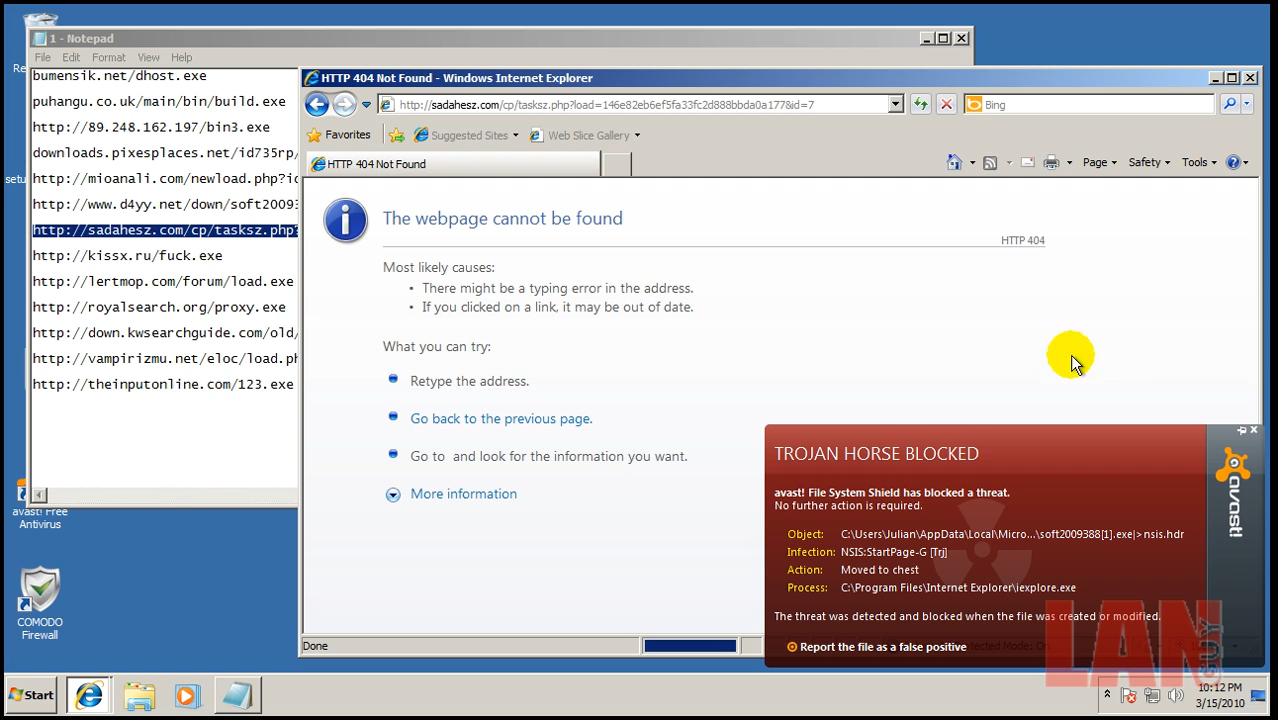 1 - Notepad
File Edit Format View Help
bumensik.net/dhost.exe
puhangu.co.uk/main/bin/build.exe
http://89.248.162.197/bin3.exe
downloads.pixesplaces.net/id735rp/
http://mioanali.com/newload.php?id
http://www.d4yy.net/down/soft20093
http://sadahesz.com/cp/tasksz.php?
http://kissx.ru/fuck.exe
http://lertmop.com/forum/load.exe
http://royalsearch.org/proxy.exe
http://down.kwsearchguide.com/old/
http://vampirizmu.net/eloc/load.ph
http://theinputonline.com/123.exe
HTTP 404 Not Found - Windows Internet Explorer
http://sadahesz.com/cp/tasksz.php?load=146e82eb6ef5fa33fc2d888bbda0a177&id=7
Bing
Favorites Suggested Sites Web Slice Gallery
HTTP 404 Not Found
Page Safety Tools
The webpage cannot be found
HTTP 404
Most likely causes:
• There might be a typing error in the address.
• If you clicked on a link, it may be out of date.
What you can try:
Retype the address.
Go back to the previous page.
Go to and look for the information you want.
More information
Done
TROJAN HORSE BLOCKED
avast! File System Shield has blocked a threat.
No further action is required.
Object: C:\Users\Julian\AppData\Local\Micro...\soft2009388[1].exe|>nsis.hdr
Infection: NSIS:StartPage-G [Trj]
Action: Moved to chest
Process: C:\Program Files\Internet Explorer\iexplore.exe
The threat was detected and blocked when the file was created or modified.
Report the file as a false positive
avast!
LAN GUY
Re
setu
avast! Free
Antivirus
COMODO
Firewall
Start
10:12 PM
3/15/2010